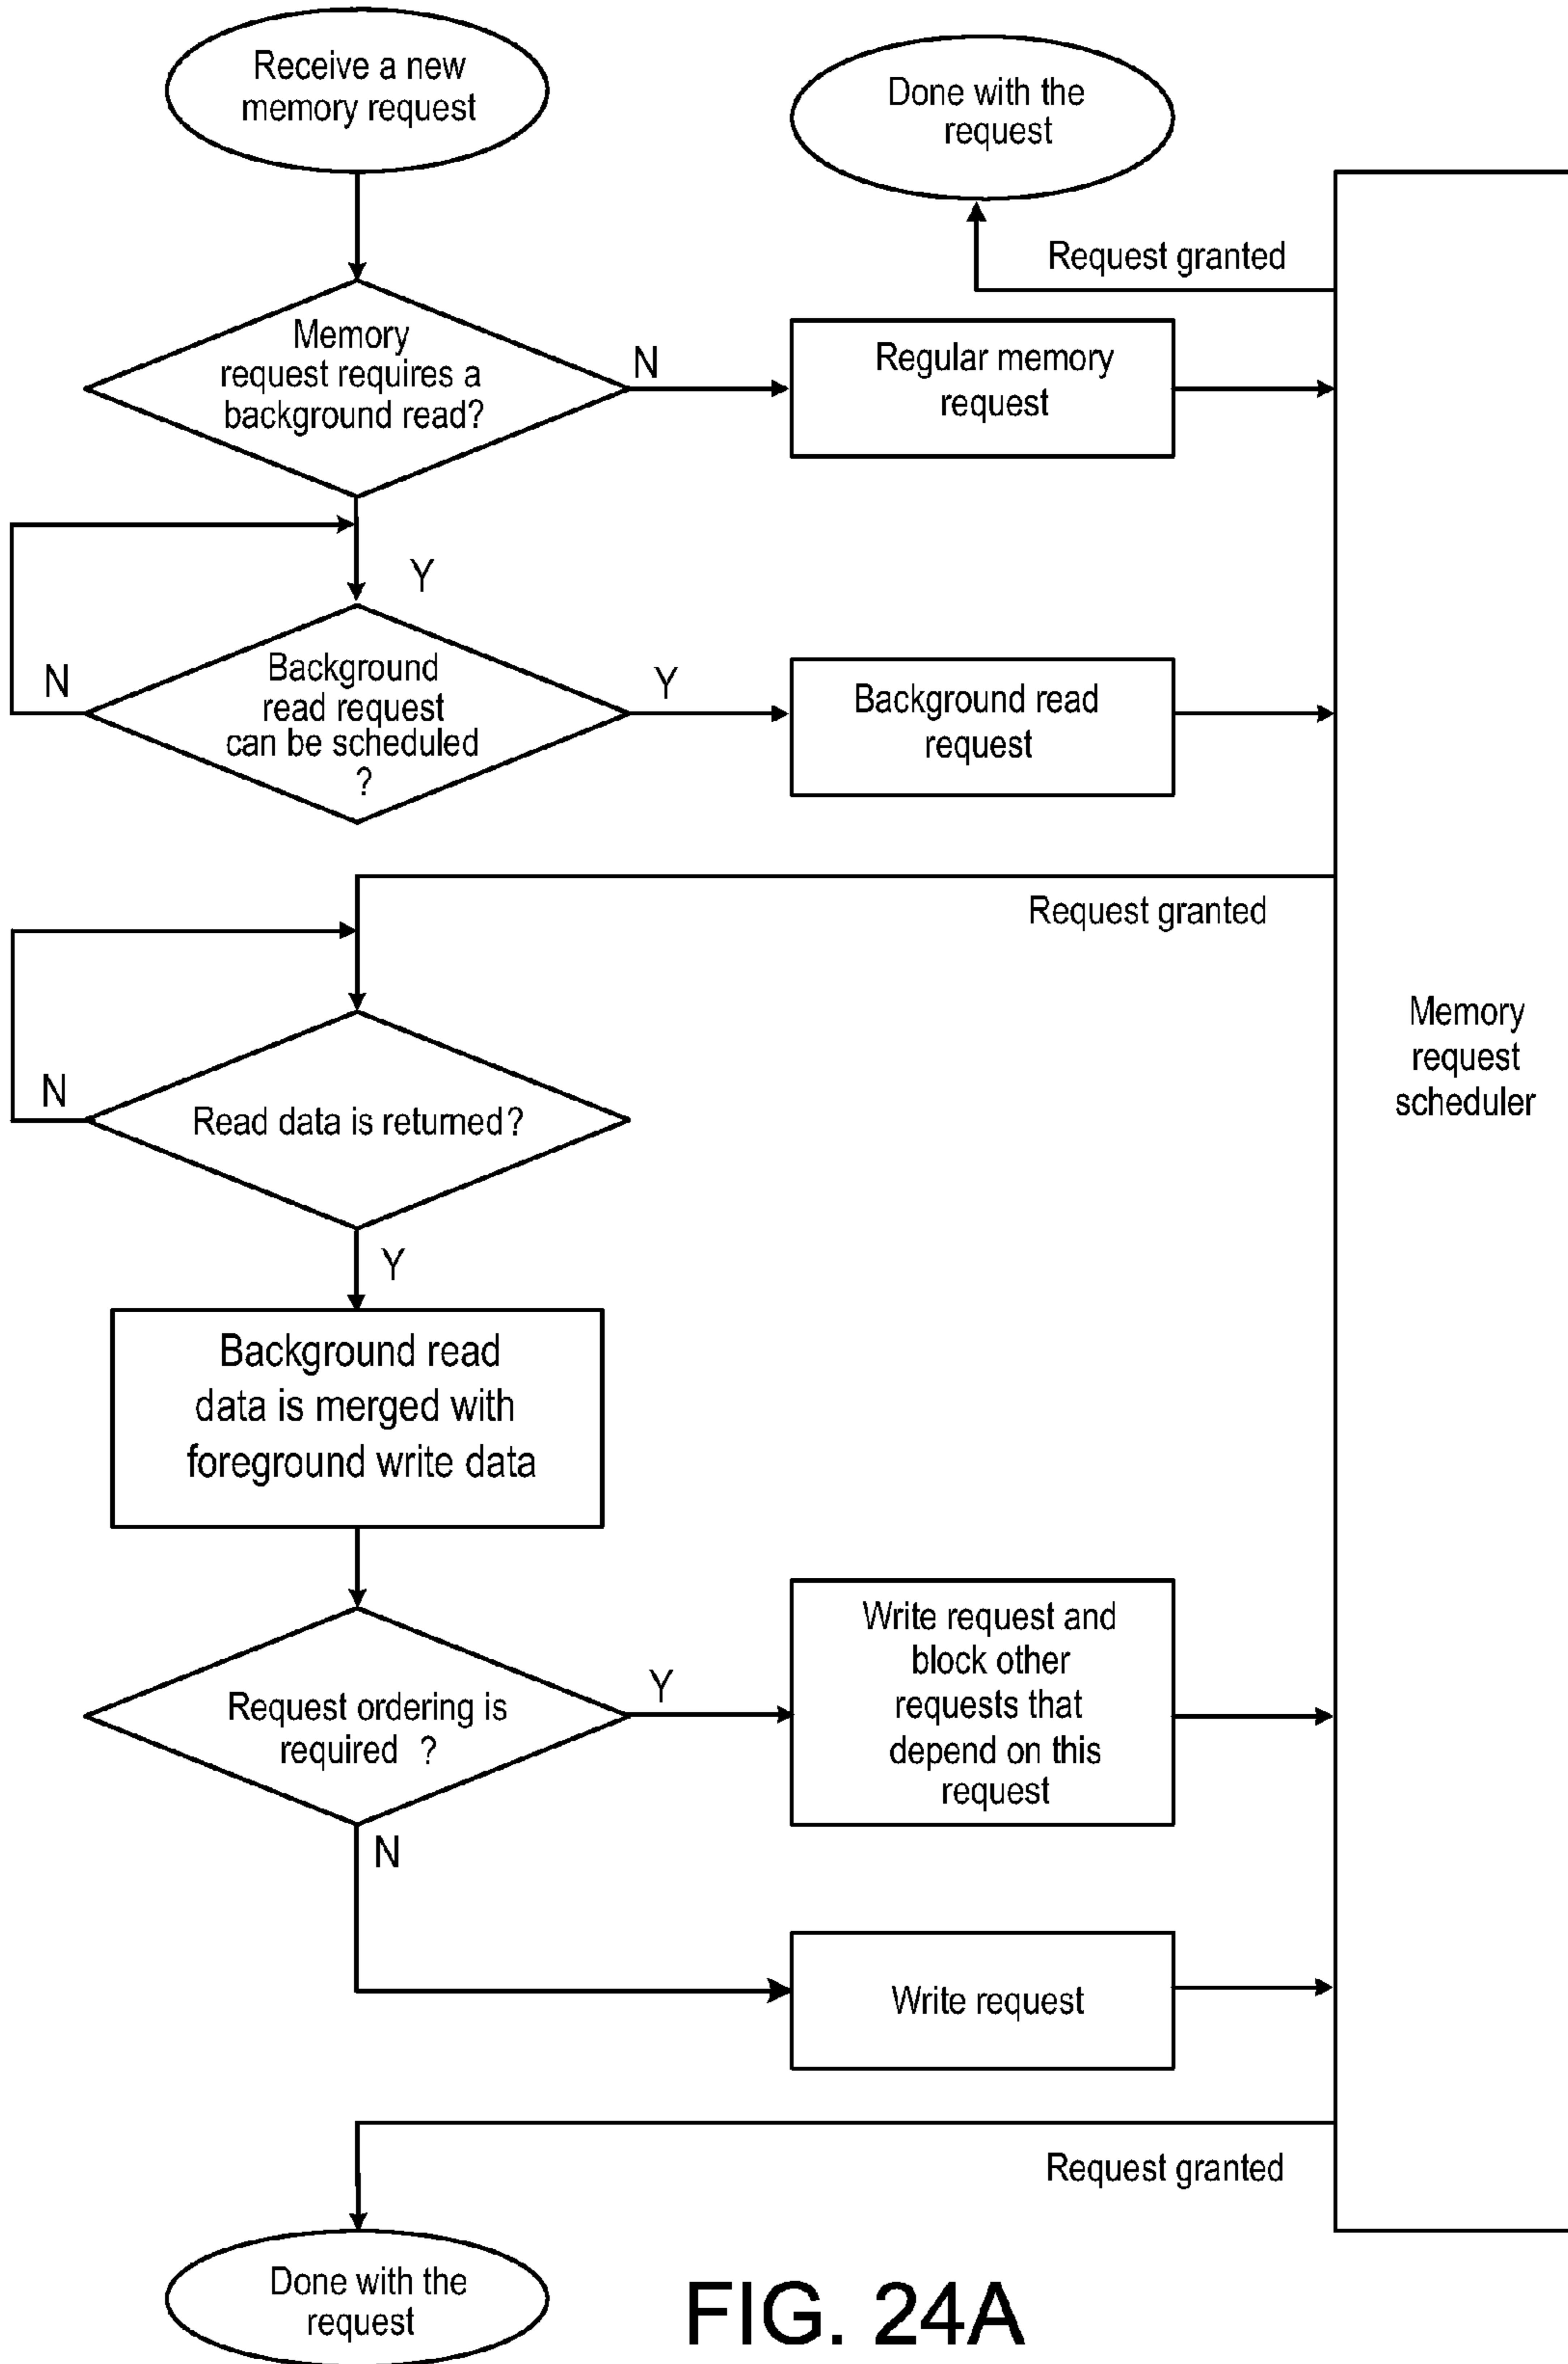 Receive a new
memory request
Done with the
request
Request granted
Memory
request requires a
background read?
N
Regular memory
request
Y
Background
read request
can be scheduled
?
N
Y
Background read
request
Request granted
Memory
request
scheduler
Read data is returned?
N
Y
Background read
data is merged with
foreground write data
Request ordering is
required ?
Y
Write request and
block other
requests that
depend on this
request
N
Write request
Request granted
Done with the
request
FIG. 24A